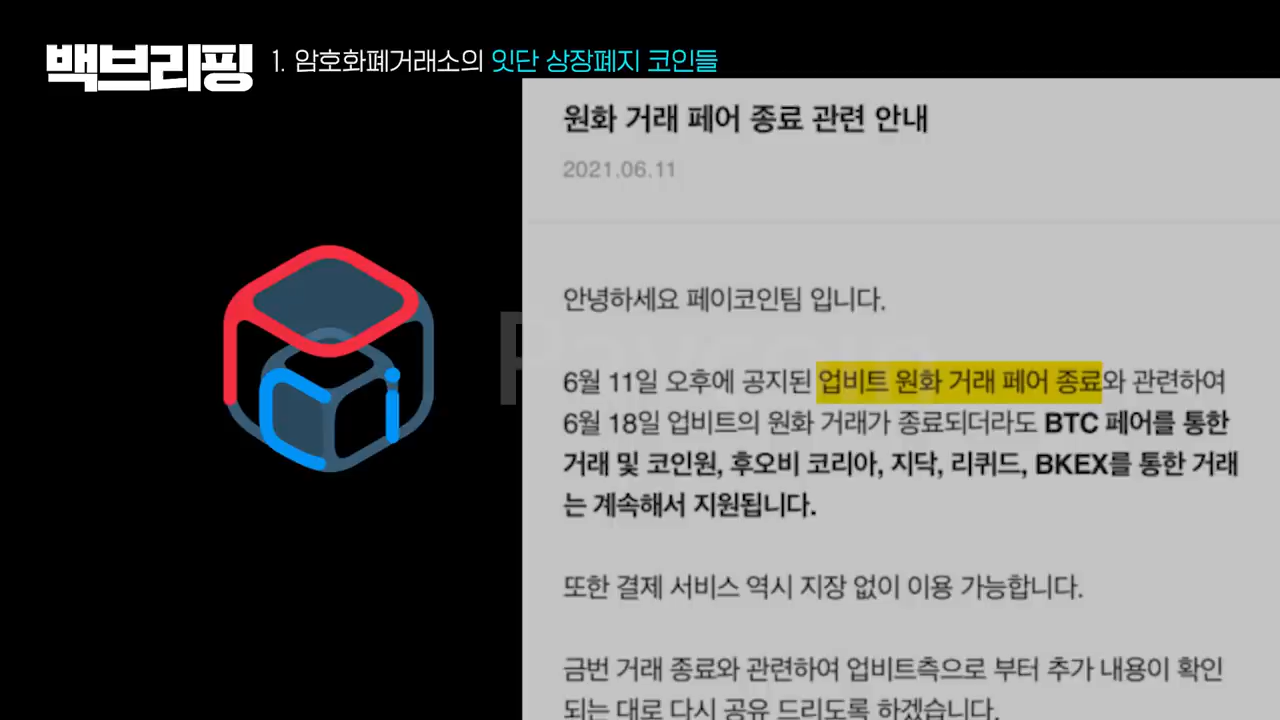 백브리핑 1. 암호화폐거래소의 잇단 상장폐지 코인들
원화 거래 페어 종료 관련 안내
2021.06.11
안녕하세요 페이코인팀 입니다.
6월 11일 오후에 공지된 업비트 원화 거래 페어 종료와 관련하여
6월 18일 업비트의 원화 거래가 종료되더라도 BTC 페어를 통한
거래 및 코인원, 후오비 코리아, 지닥, 리퀴드, BKEX를 통한 거래
는 계속해서 지원됩니다.
또한 결제 서비스 역시 지장 없이 이용 가능합니다.
금번 거래 종료와 관련하여 업비트측으로 부터 추가 내용이 확인
되는 대로 다시 공유 드리도록 하겠습니다.